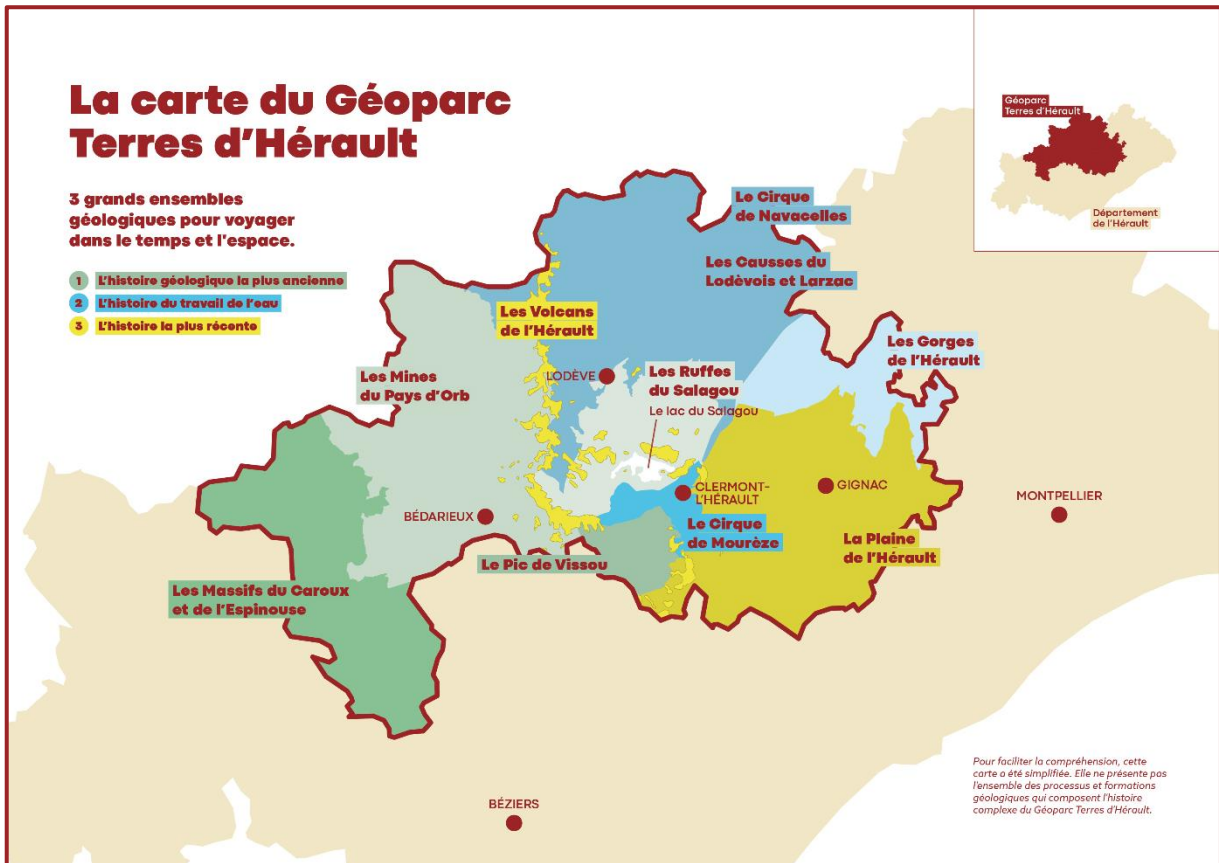 La carte du Géoparc
Terres d'Hérault
3 grands ensembles
géologiques pour voyager
dans le temps et l'espace.
1 L'histoire géologique la plus ancienne
2 L'histoire du travail de l'eau
3 L'histoire la plus récente
Géoparc
Terres d'Hérault
Département
de l'Hérault
Le Cirque
de Navacelles
Les Causses du
Lodèvois et Larzac
Les Volcans
de l'Hérault
Les Gorges
de l'Hérault
Les Mines
du Pays d'Orb
LODÈVE
Les Ruffes
du Salagou
Le lac du Salagou
CLERMONT-
L'HÉRAULT
GIGNAC
MONTPELLIER
BÉDARIEUX
Le Cirque
de Mourèze
La Plaine
de l'Hérault
Le Pic de Vissou
Les Massifs du Caroux
et de l'Espinouse
BÉZIERS
Pour faciliter la compréhension, cette
carte a été simplifiée. Elle ne présente pas
l'ensemble des processus et formations
géologiques qui composent l'histoire
complexe du Géoparc Terres d'Hérault.